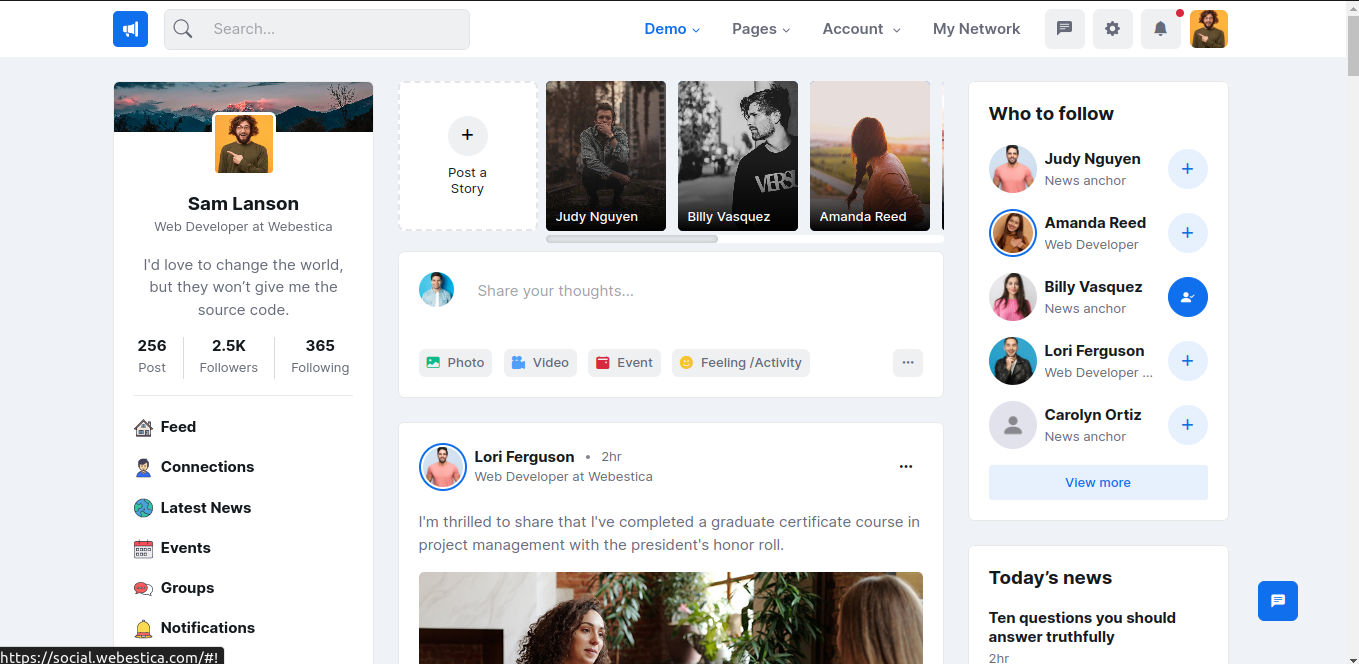 Search...
Demo
Pages
Account
My Network
Sam Lanson
Web Developer at Webestica
I'd love to change the world,
but they won’t give me the
source code.
256
Post
2.5K
Followers
365
Following
Feed
Connections
Latest News
Events
Groups
Notifications
https://social.webestica.com/#!
Post a
Story
Judy Nguyen
VERS
Billy Vasquez
Amanda Reed
Share your thoughts...
Photo
Video
Event
Feeling /Activity
Lori Ferguson • 2hr
Web Developer at Webestica
I'm thrilled to share that I've completed a graduate certificate course in
project management with the president's honor roll.
Who to follow
Judy Nguyen
News anchor
Amanda Reed
Web Developer
Billy Vasquez
News anchor
Lori Ferguson
Web Developer ...
Carolyn Ortiz
News anchor
View more
Today’s news
Ten questions you should
answer truthfully
2hr